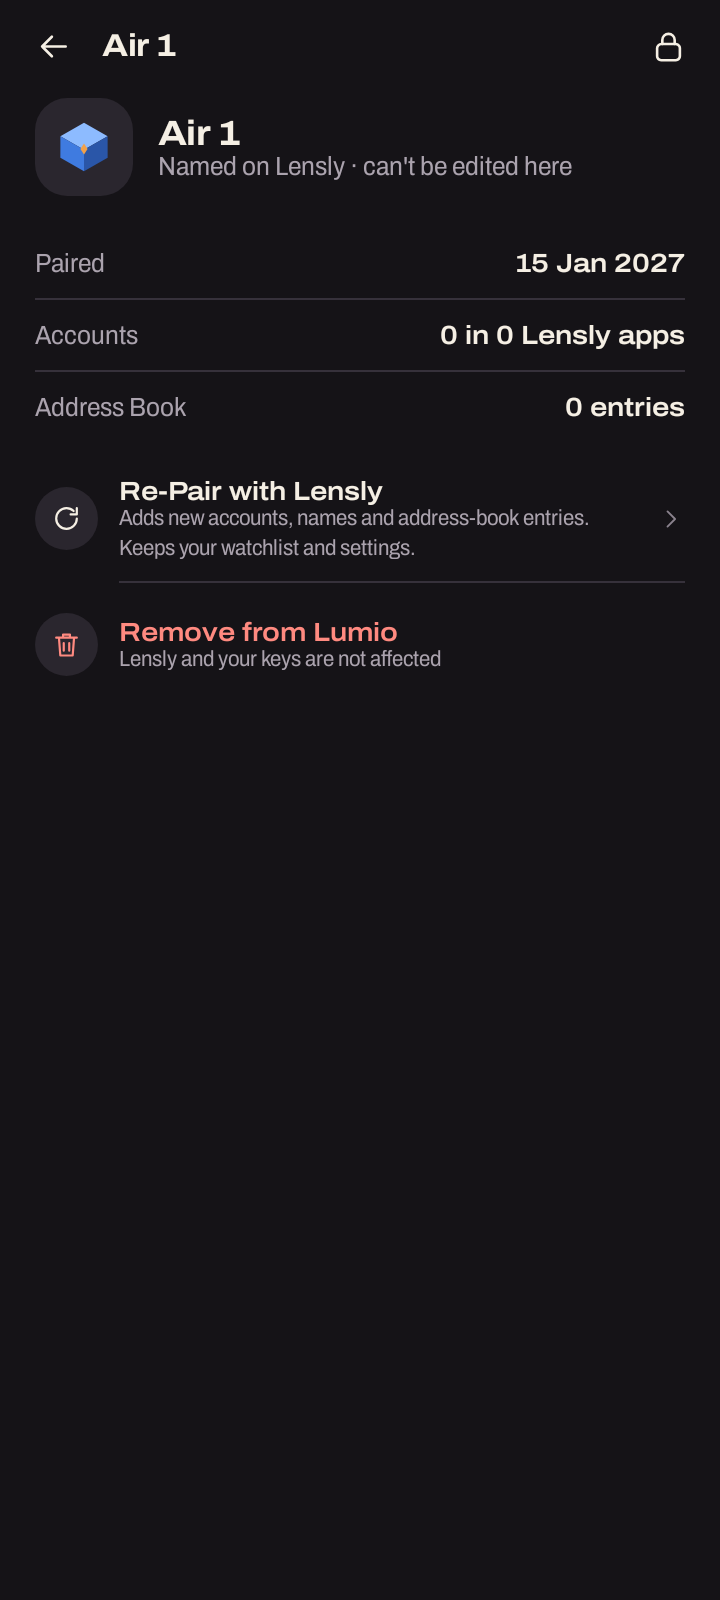 Air 1
Air 1
Named on Lensly · can't be edited here
Paired
15 Jan 2027
Accounts
0 in 0 Lensly apps
Address Book
0 entries
Re-Pair with Lensly
Adds new accounts, names and address-book entries.
Keeps your watchlist and settings.
Remove from Lumio
Lensly and your keys are not affected